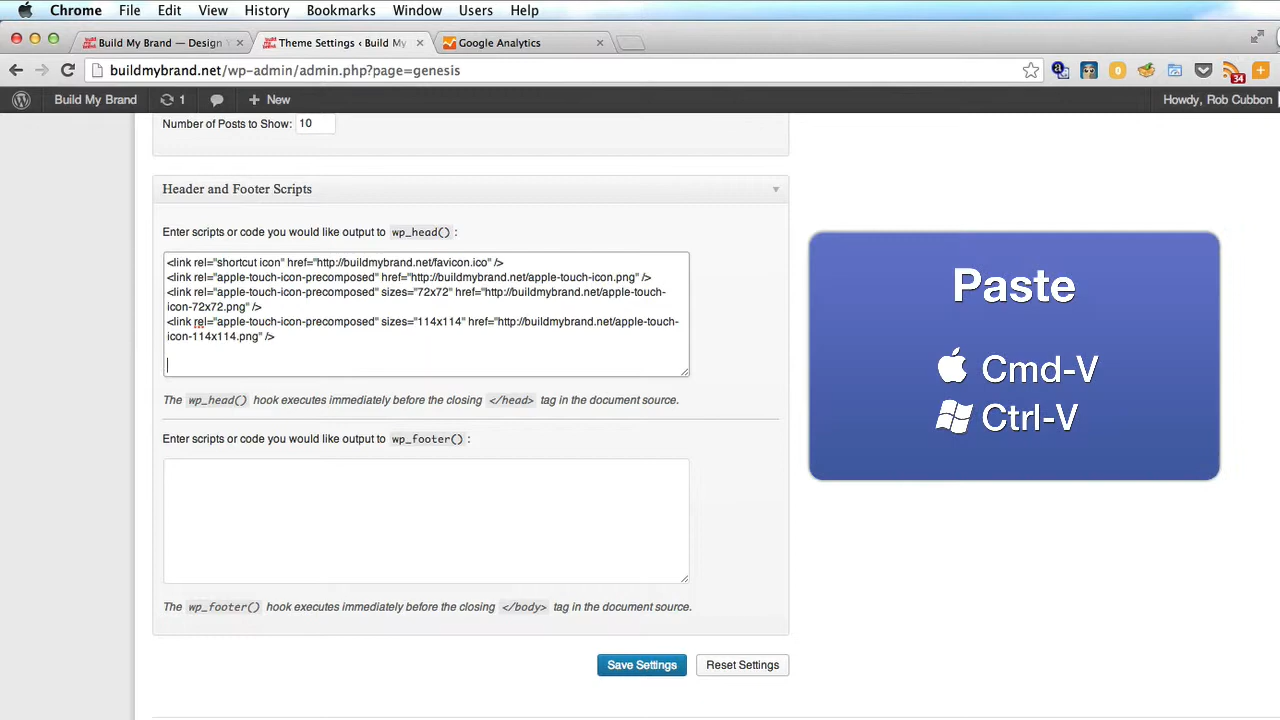 Chrome File Edit View History Bookmarks Window Users Help
Build My Brand — Design
Theme Settings ‹ Build My
Google Analytics
buildmybrand.net/wp-admin/admin.php?page=genesis
0
34
Build My Brand 1 New Howdy, Rob Cubbon
Number of Posts to Show: 10
Header and Footer Scripts
Enter scripts or code you would like output to wp_head() :
<link rel="shortcut icon" href="http://buildmybrand.net/favicon.ico" />
<link rel="apple-touch-icon-precomposed" href="http://buildmybrand.net/apple-touch-icon.png" />
<link rel="apple-touch-icon-precomposed" sizes="72x72" href="http://buildmybrand.net/apple-touch-
icon-72x72.png" />
<link rel="apple-touch-icon-precomposed" sizes="114x114" href="http://buildmybrand.net/apple-touch-
icon-114x114.png" />
The wp_head() hook executes immediately before the closing </head> tag in the document source.
Enter scripts or code you would like output to wp_footer() :
The wp_footer() hook executes immediately before the closing </body> tag in the document source.
Save Settings Reset Settings
Paste
Cmd-V
Ctrl-V